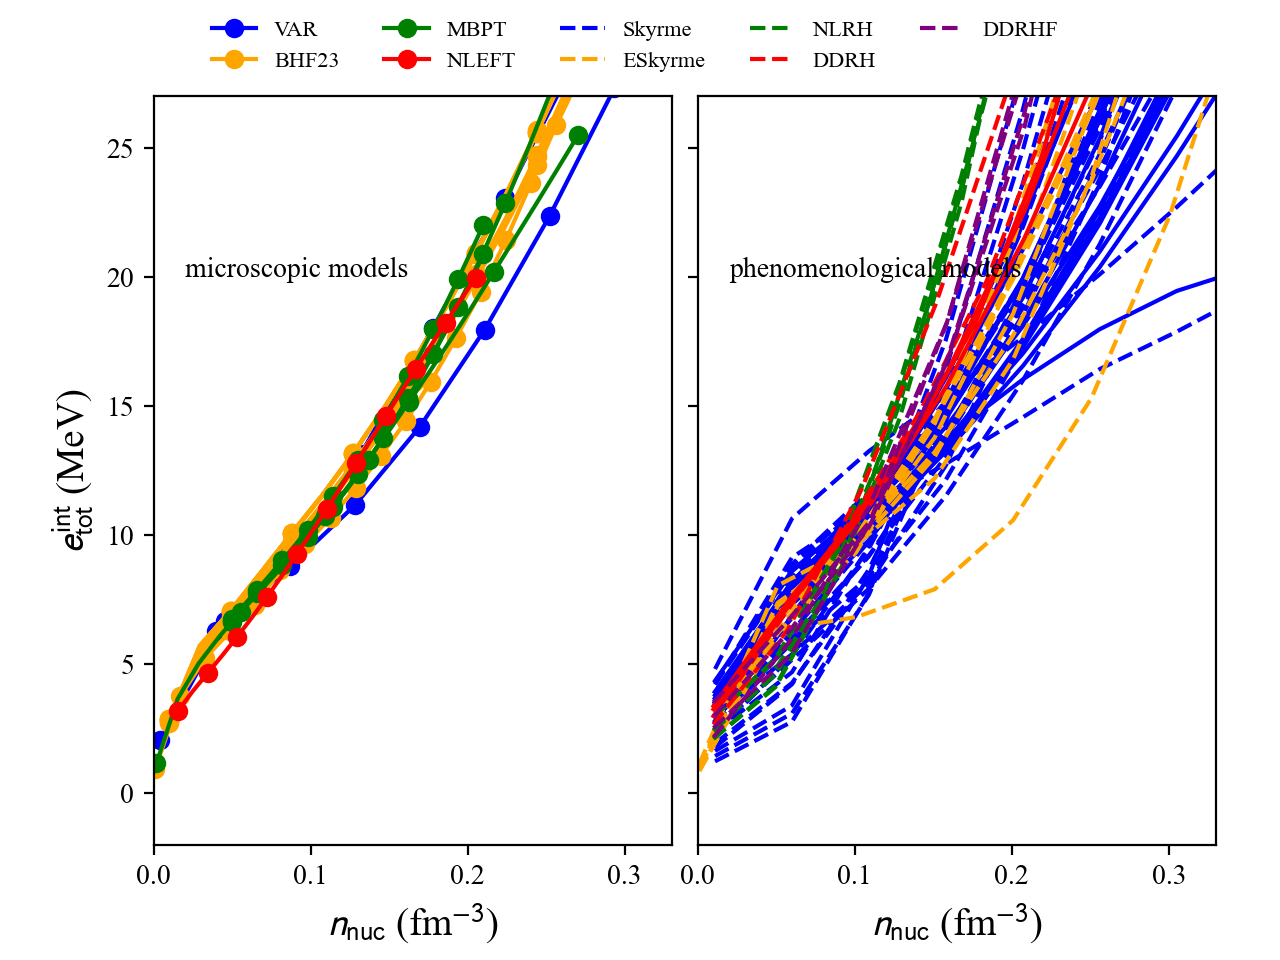 VAR MBPT Skyrme NLRH DDRHF
BHF23 NLEFT ESkyrme DDRH
25
20
15
10
5
0
microscopic models
phenomenological models
0.0 0.1 0.2 0.3
0.0 0.1 0.2 0.3
e_tot^int (MeV)
n_nuc (fm⁻³)
n_nuc (fm⁻³)